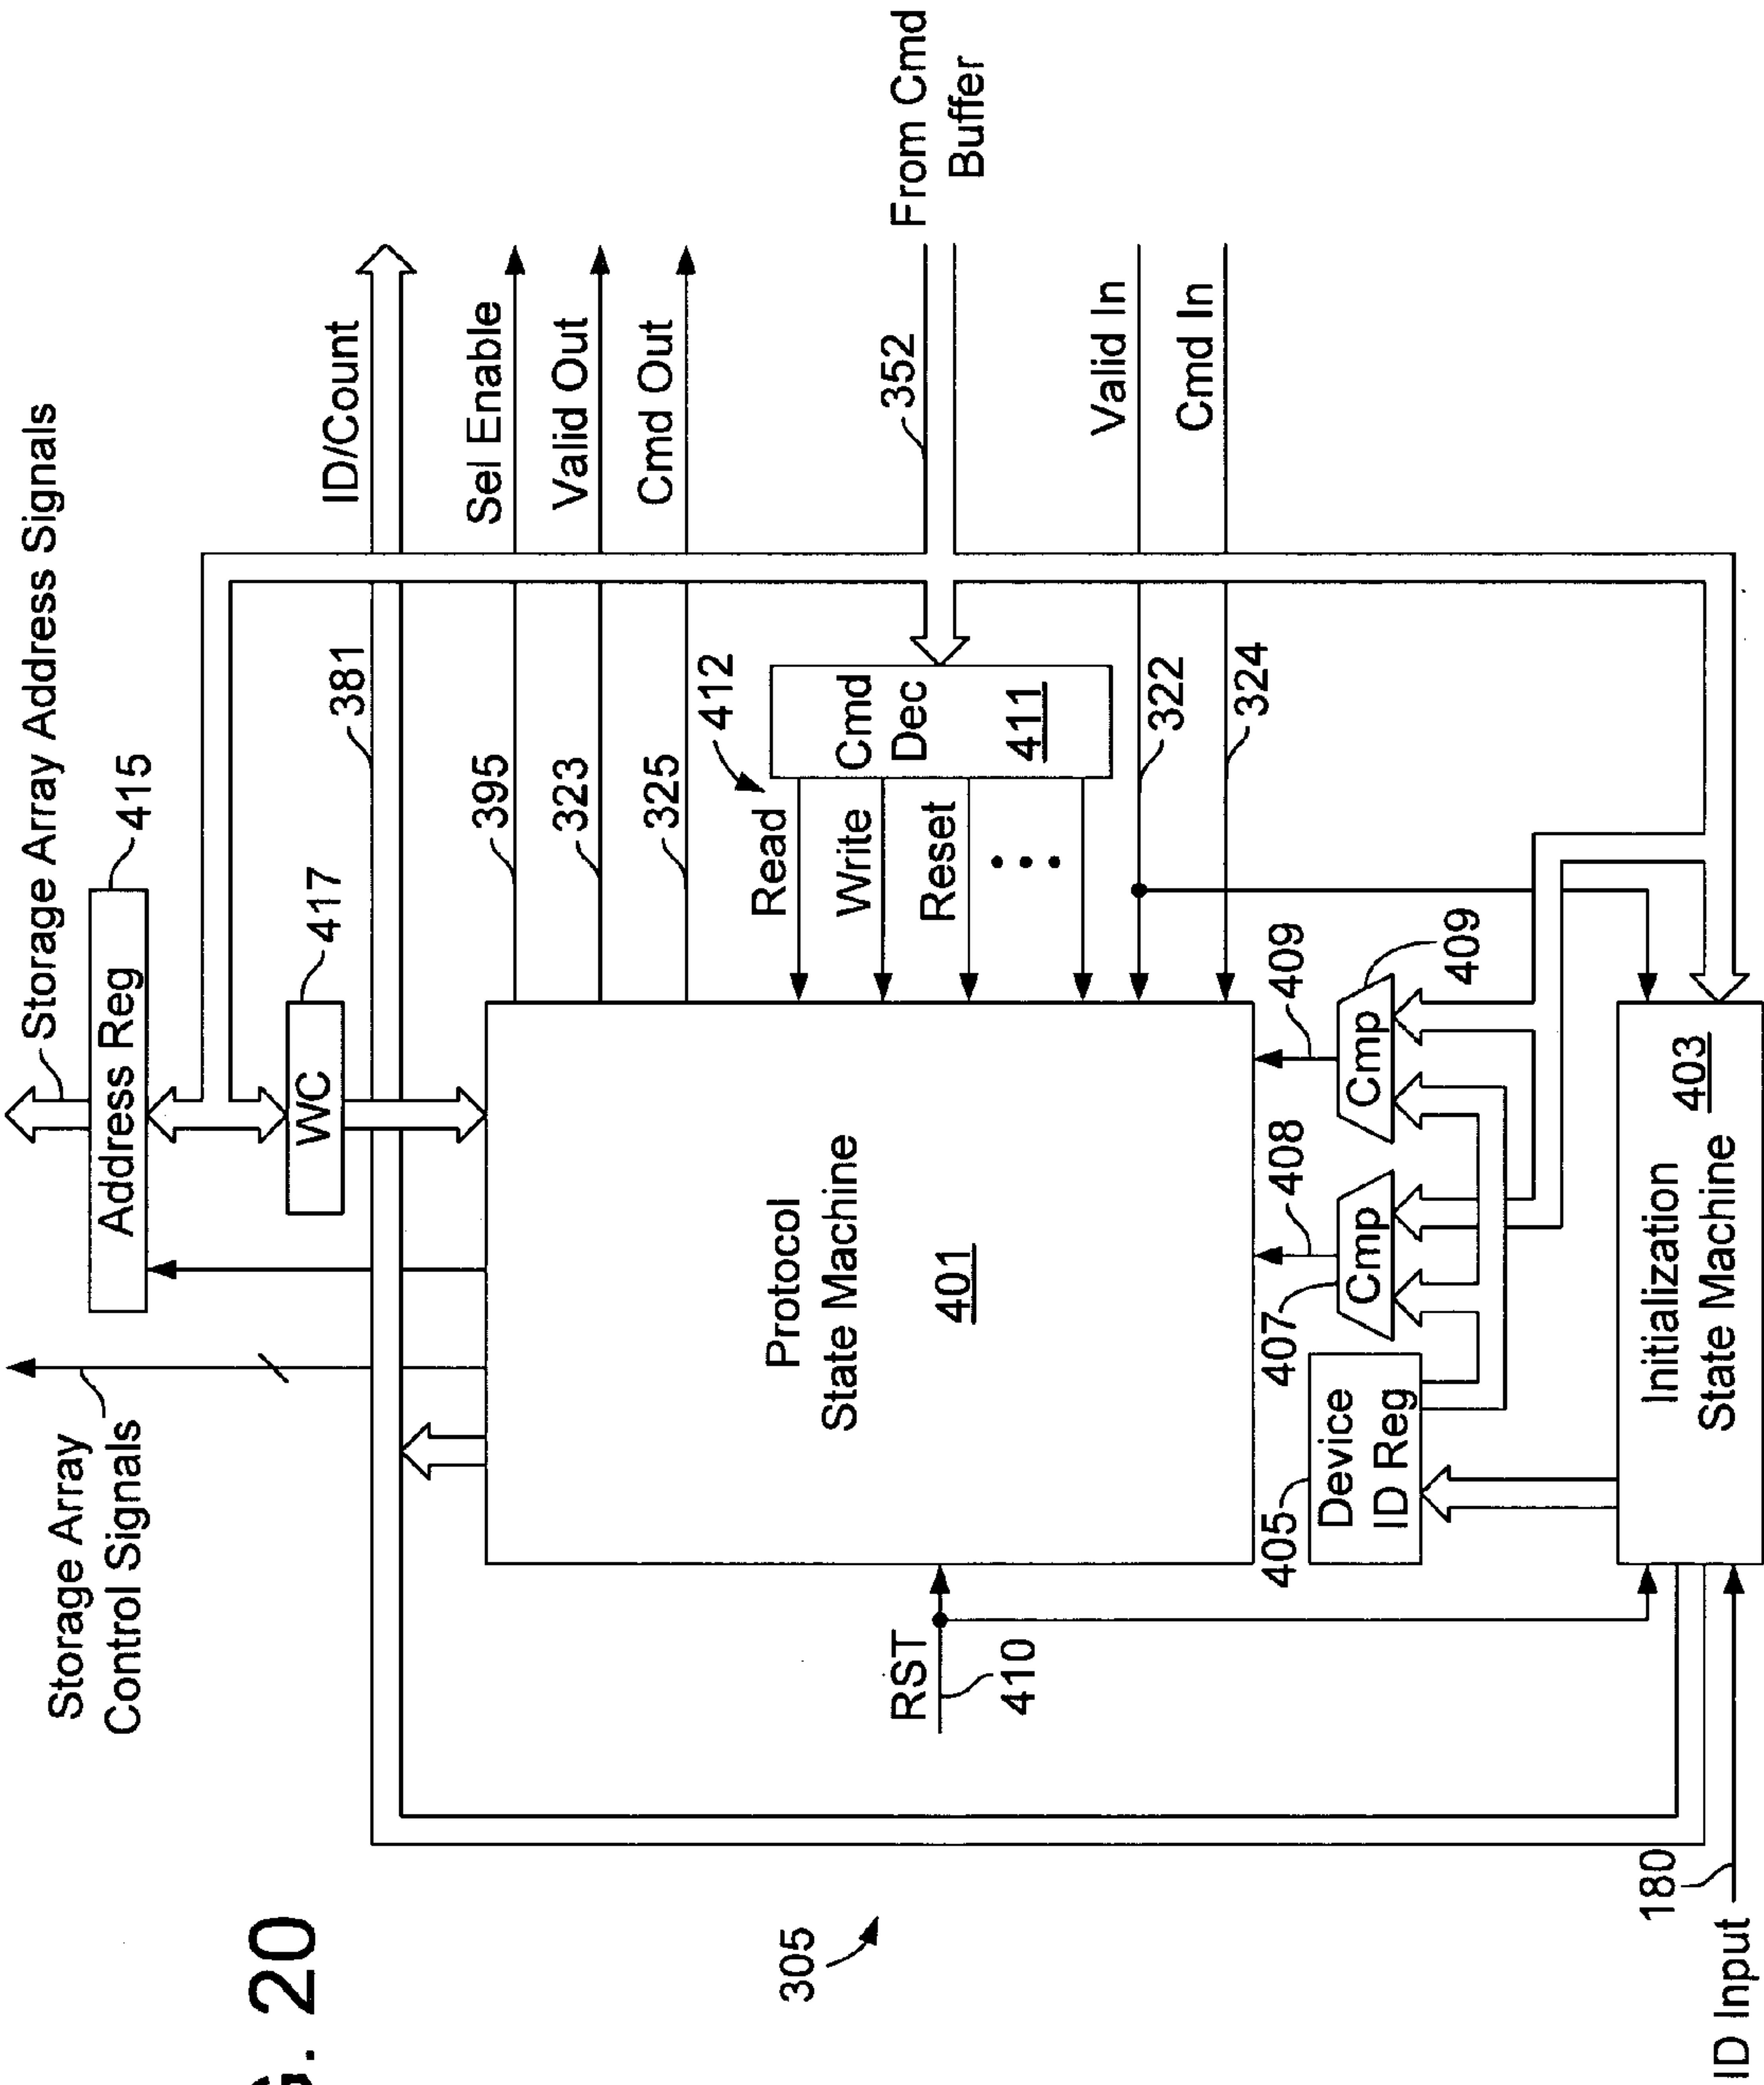 Storage Array Address Signals
Storage Array
Control Signals
Address Reg
415
WC
417
381
ID/Count
395
Sel Enable
323
Valid Out
325
Cmd Out
Protocol
State Machine
401
Read
Write
Reset
412
Cmd
Dec
411
352
From Cmd
Buffer
322
Valid In
324
Cmd In
RST
410
405
Device
ID Reg
407
Cmp
408
Cmp
409
409
Initialization
State Machine
403
180
ID Input
305
. 20